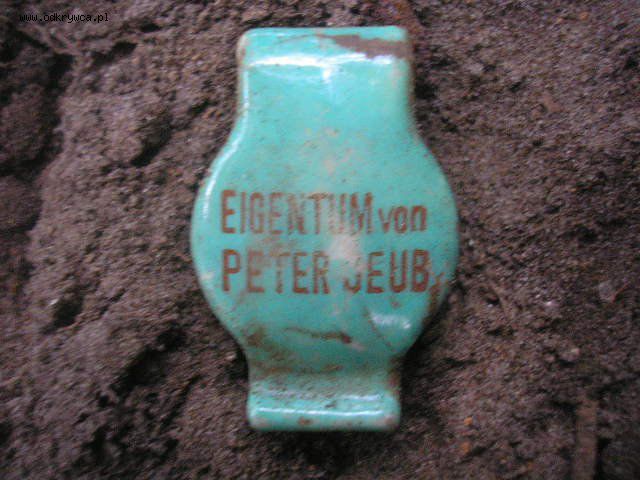 www.odkrywca.pl
EIGENTUM von
PETER JEUB.